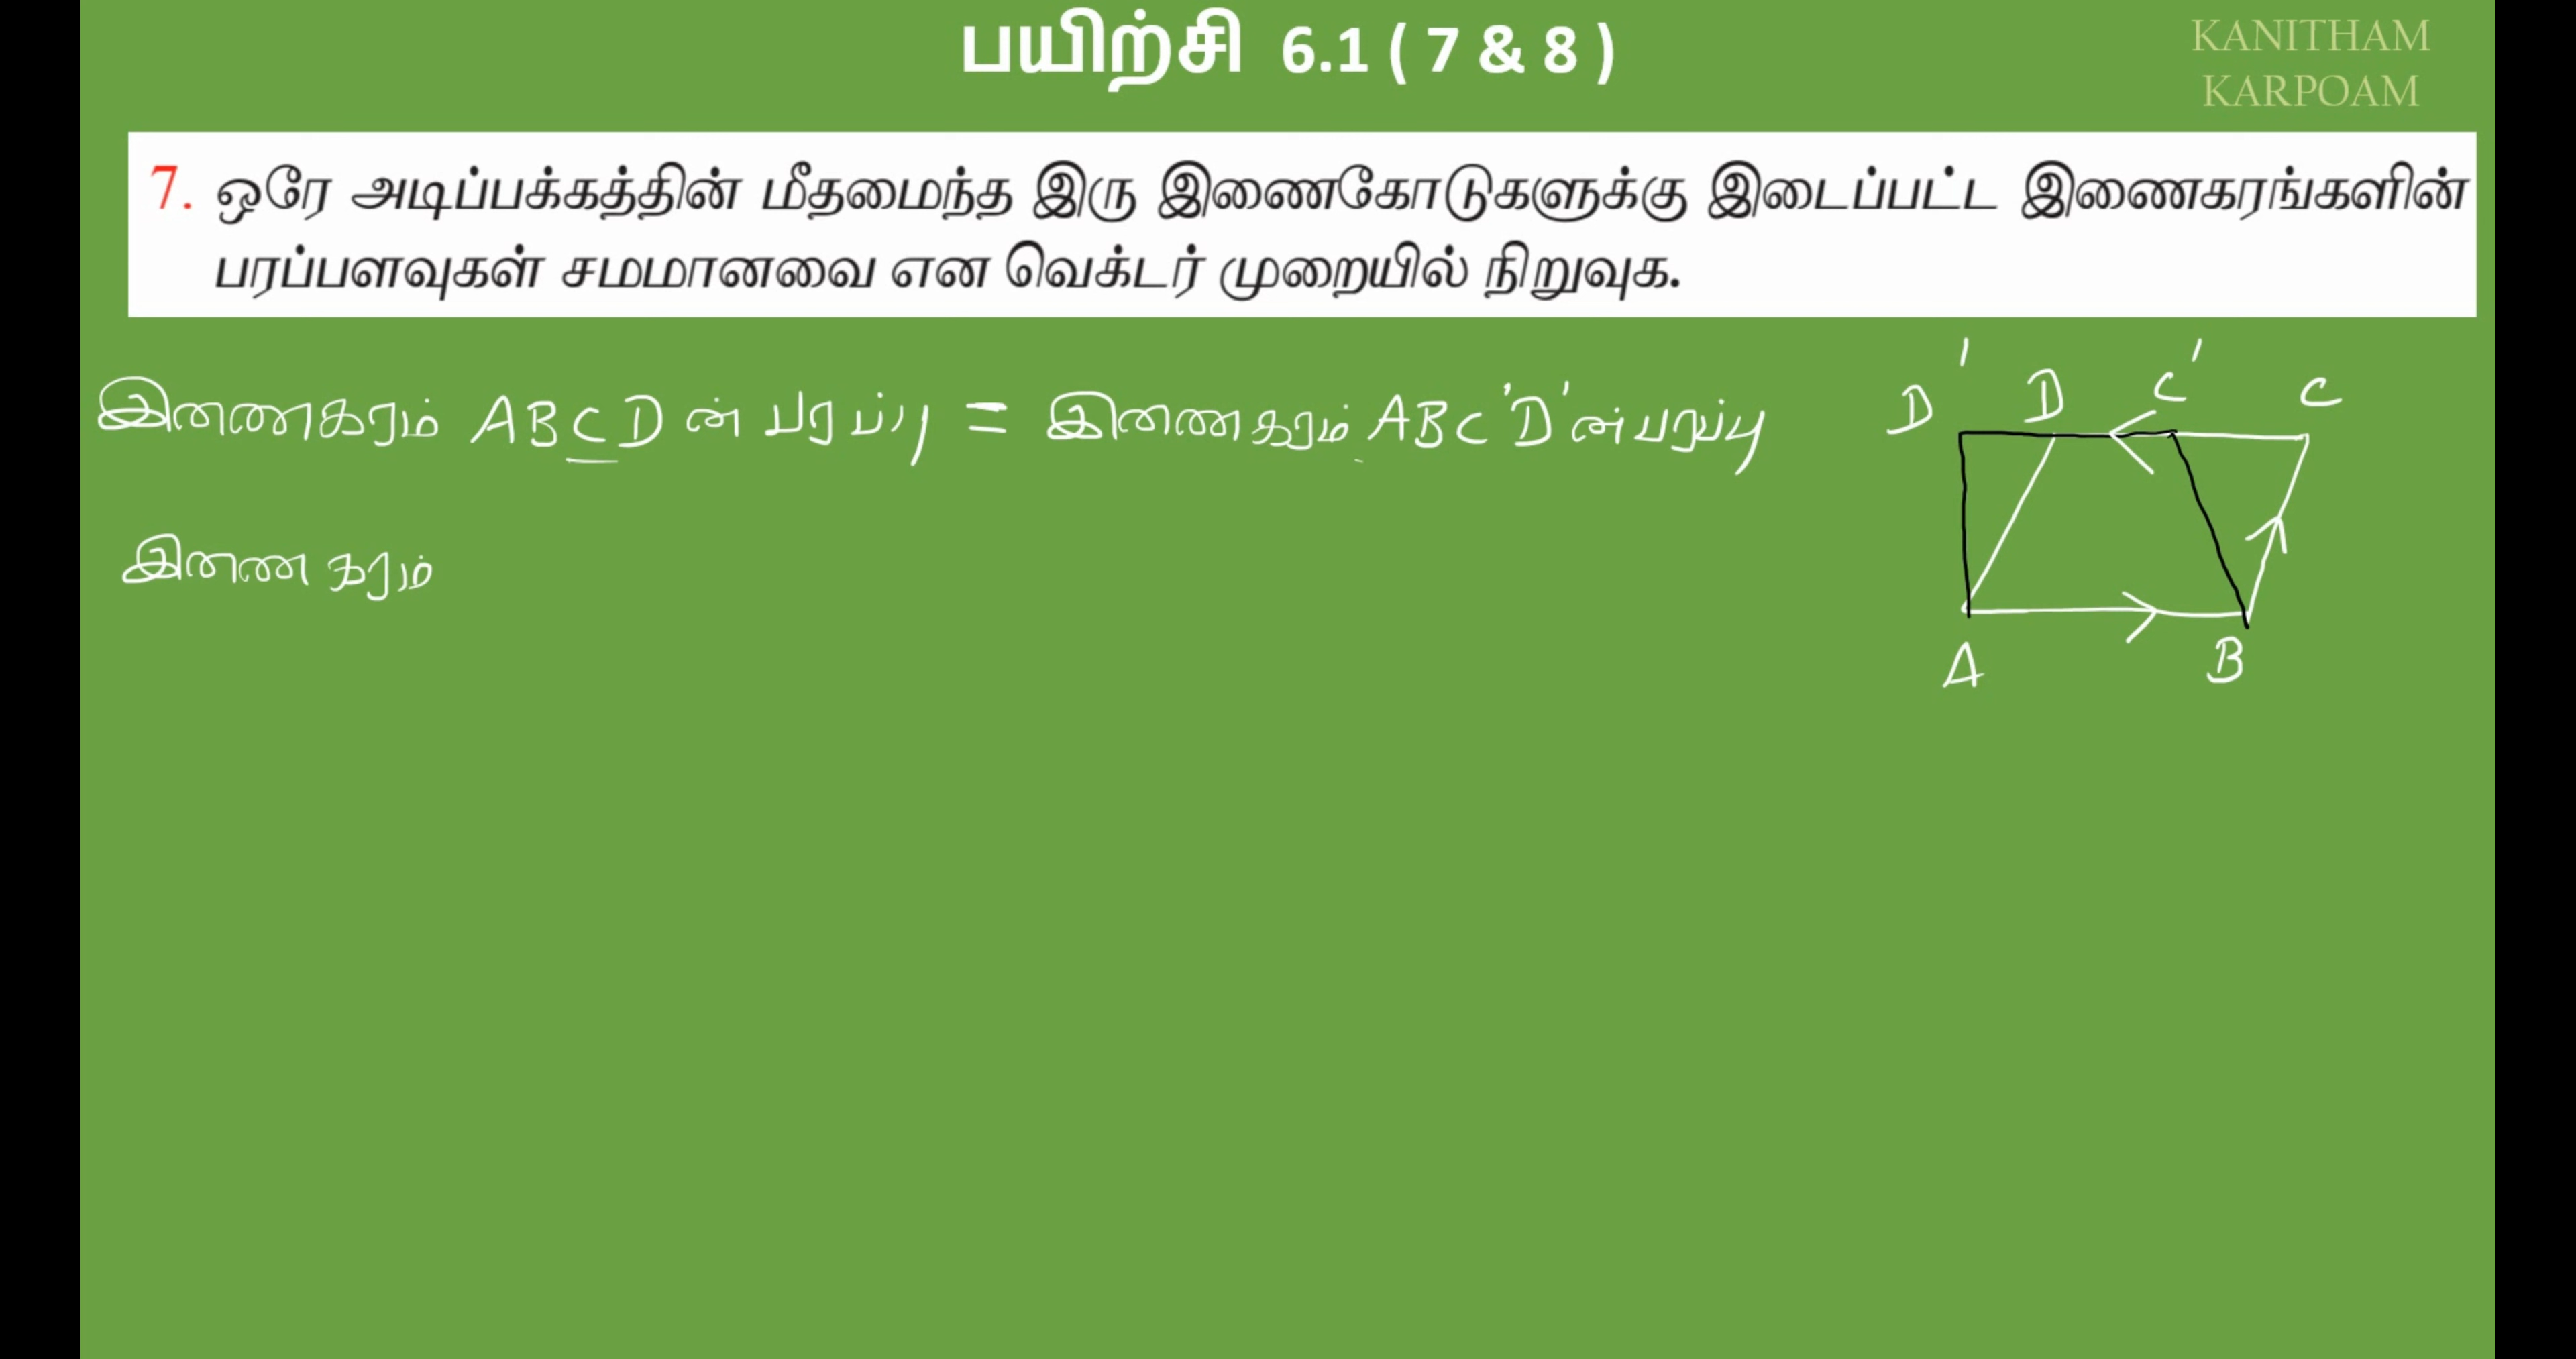 பயிற்சி 6.1 ( 7 & 8 )
KANITHAM
KARPOAM
7. ஒரே அடிப்பக்கத்தின் மீதமைந்த இரு இணைகோடுகளுக்கு இடைப்பட்ட இணைகரங்களின்
பரப்பளவுகள் சமமானவை என வெக்டர் முறையில் நிறுவுக.
இணைகரம் ABCD ன் பரப்பு = இணைகரம் ABC'D' ன் பரப்பு
D' D C' C
இணைகரம்
A B